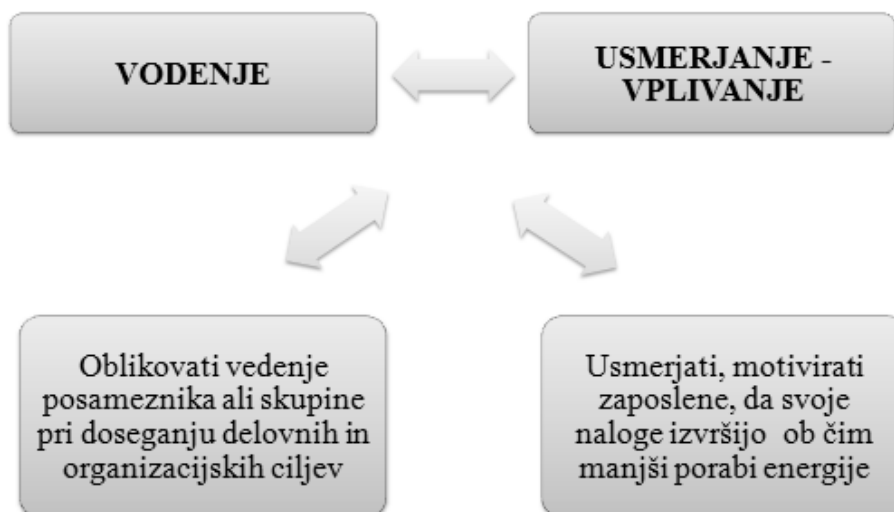 VODENJE
USMERJANJE -
VPLIVANJE
Oblikovati vedenje
posameznika ali skupine
pri doseganju delovnih in
organizacijskih ciljev
Usmerjati, motivirati
zaposlene, da svoje
naloge izvršijo  ob čim
manjši porabi energije